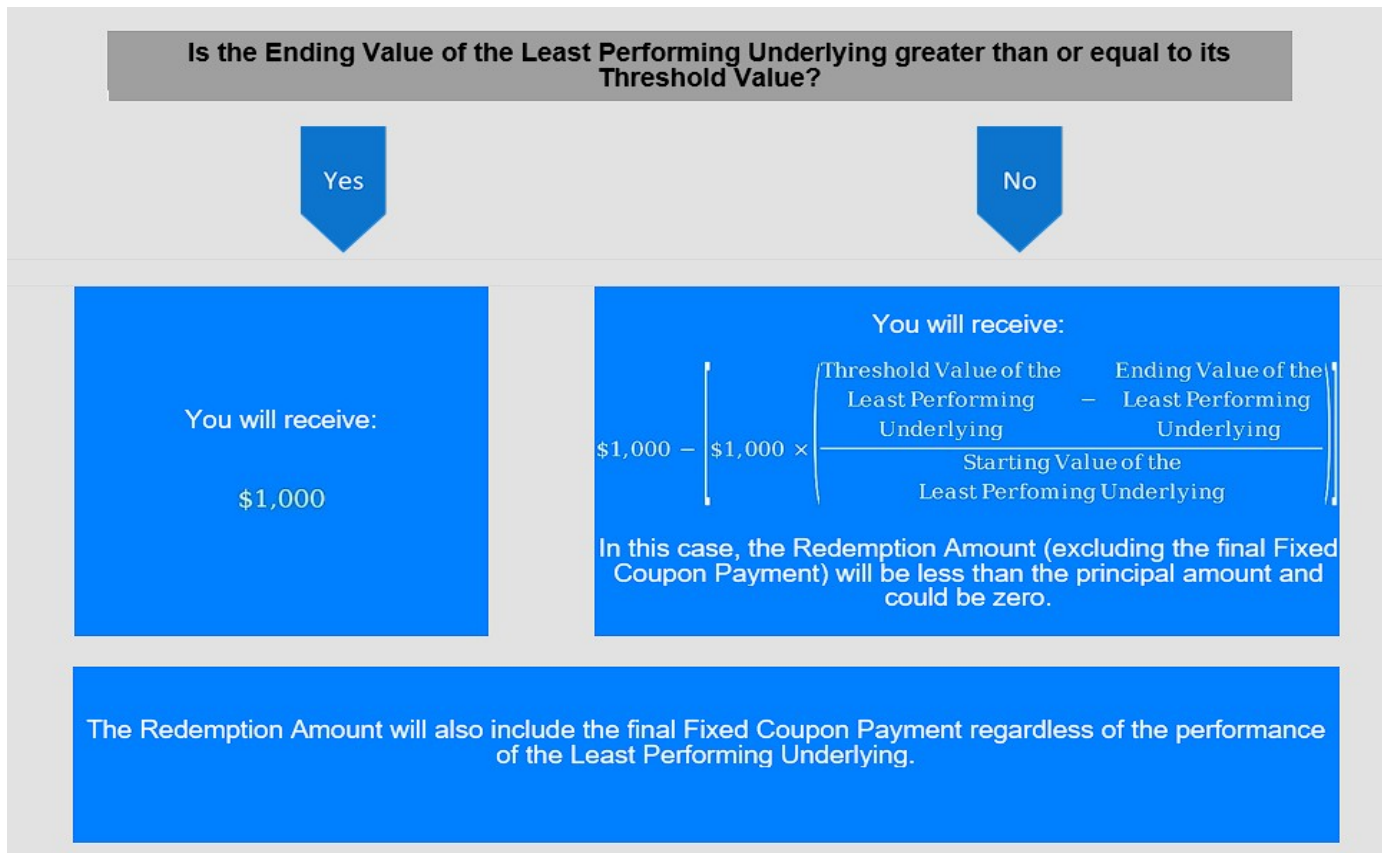 Is the Ending Value of the Least Performing Underlying greater than or equal to its
Threshold Value?
Yes
No
You will receive:
$1,000
You will receive:
Threshold Value of the Ending Value of the
Least Performing − Least Performing
Underlying Underlying
$1,000 − [$1,000 × ( )]
Starting Value of the
Least Perfoming Underlying
In this case, the Redemption Amount (excluding the final Fixed
Coupon Payment) will be less than the principal amount and
could be zero.
The Redemption Amount will also include the final Fixed Coupon Payment regardless of the performance
of the Least Performing Underlying.